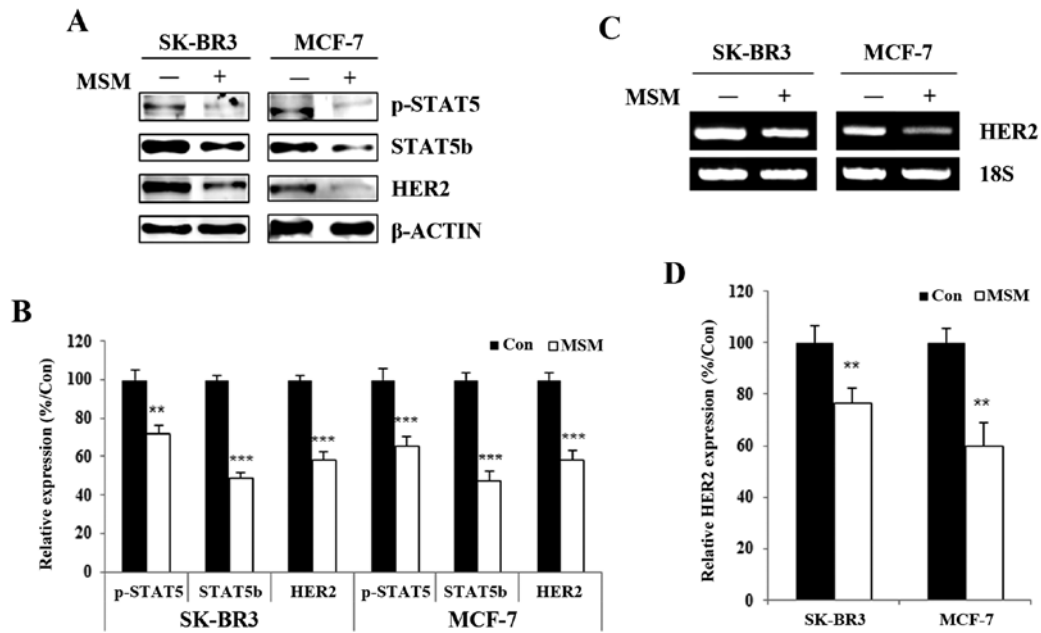 A
SK-BR3 MCF-7
MSM — + — +
p-STAT5
STAT5b
HER2
β-ACTIN
B
Relative expression (%/Con)
Con MSM
120
100
80
60
40
20
0
** *** *** *** *** ***
p-STAT5 STAT5b HER2 p-STAT5 STAT5b HER2
SK-BR3 MCF-7
C
SK-BR3 MCF-7
MSM — + — +
HER2
18S
D
Relative HER2 expression (%/Con)
Con MSM
120
100
80
60
40
20
0
** **
SK-BR3 MCF-7